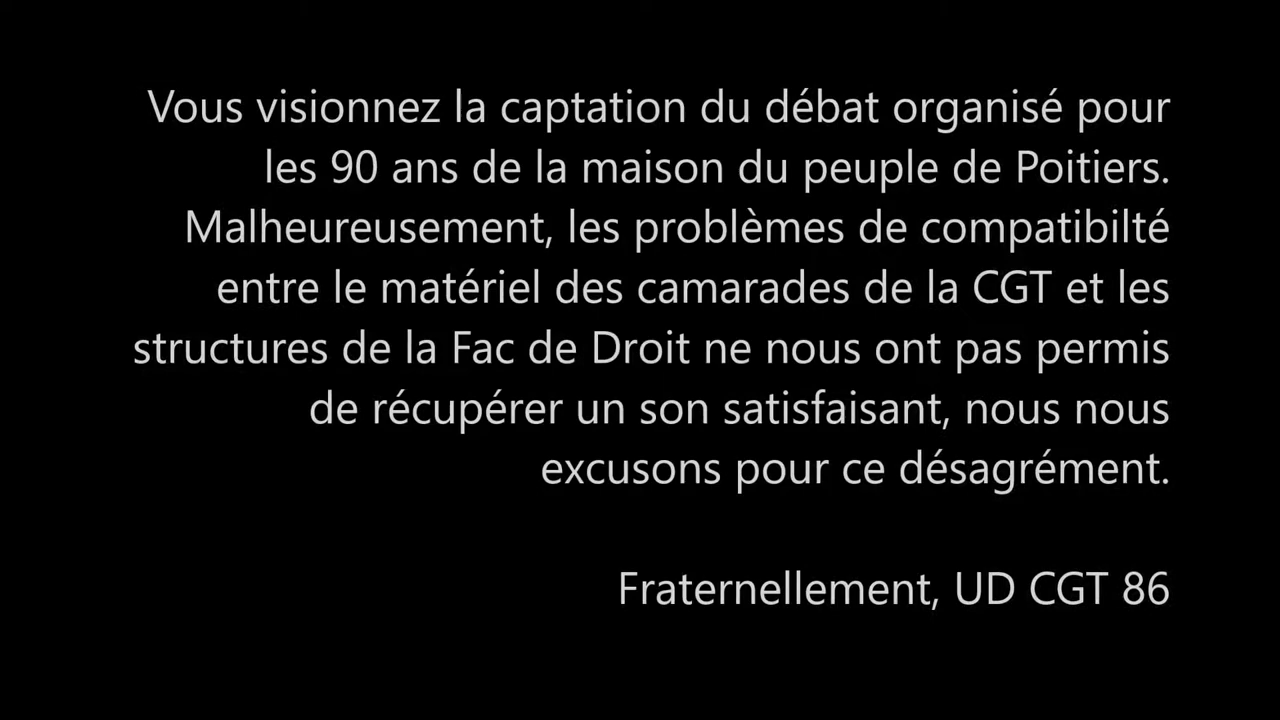 Vous visionnez la captation du débat organisé pour
les 90 ans de la maison du peuple de Poitiers.
Malheureusement, les problèmes de compatibilté
entre le matériel des camarades de la CGT et les
structures de la Fac de Droit ne nous ont pas permis
de récupérer un son satisfaisant, nous nous
excusons pour ce désagrément.
Fraternellement, UD CGT 86